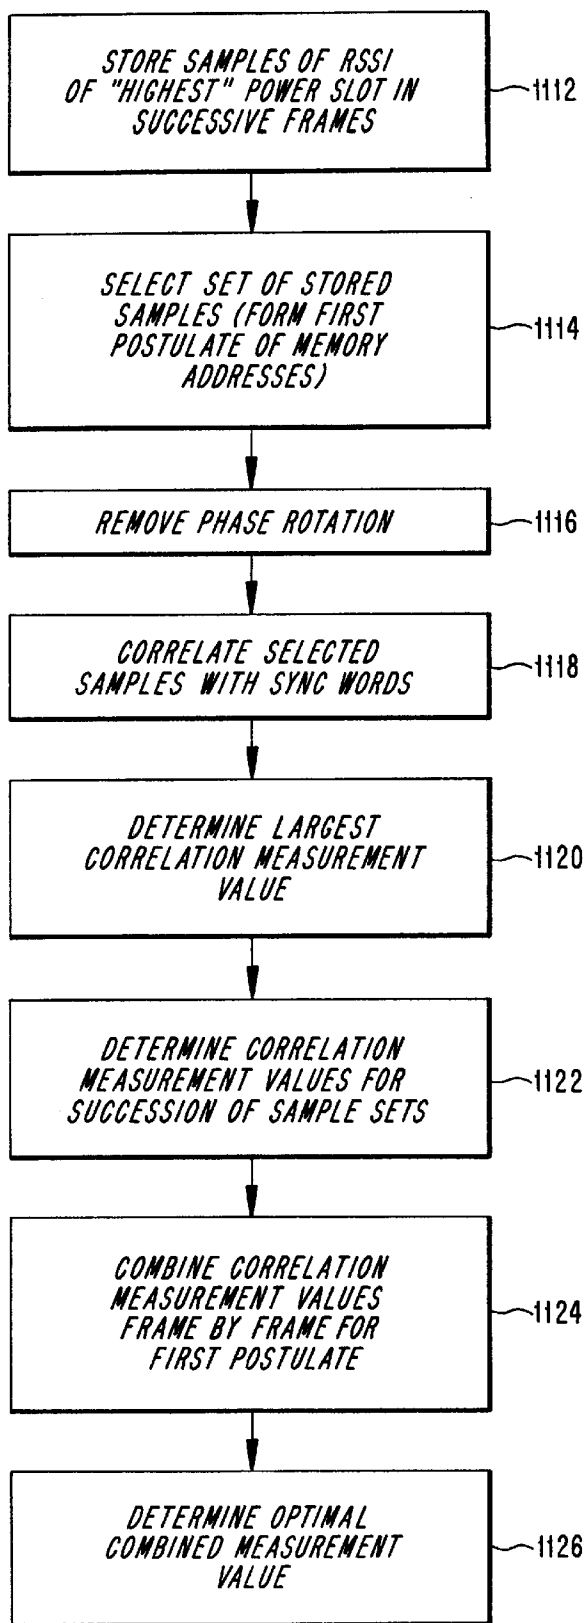 STORE SAMPLES OF RSSI
OF "HIGHEST" POWER SLOT IN
SUCCESSIVE FRAMES
1112
SELECT SET OF STORED
SAMPLES (FORM FIRST
POSTULATE OF MEMORY
ADDRESSES)
1114
REMOVE PHASE ROTATION
1116
CORRELATE SELECTED
SAMPLES WITH SYNC WORDS
1118
DETERMINE LARGEST
CORRELATION MEASUREMENT
VALUE
1120
DETERMINE CORRELATION
MEASUREMENT VALUES FOR
SUCCESSION OF SAMPLE SETS
1122
COMBINE CORRELATION
MEASUREMENT VALUES
FRAME BY FRAME FOR
FIRST POSTULATE
1124
DETERMINE OPTIMAL
COMBINED MEASUREMENT
VALUE
1126